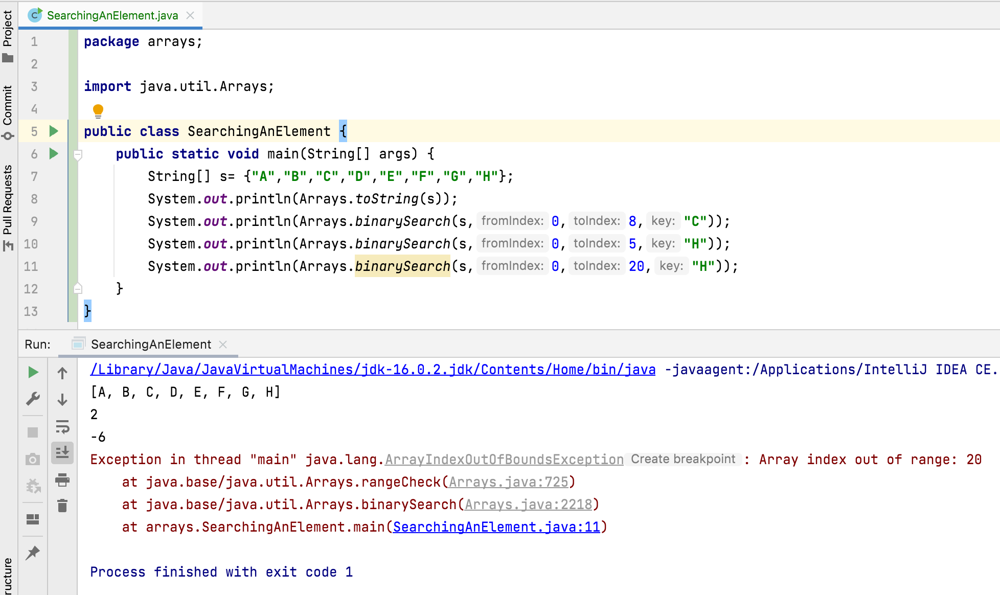 SearchingAnElement.java
Project
Commit
Pull Requests
1 package arrays;
2
3 import java.util.Arrays;
4
5 public class SearchingAnElement {
6     public static void main(String[] args) {
7         String[] s= {"A","B","C","D","E","F","G","H"};
8         System.out.println(Arrays.toString(s));
9         System.out.println(Arrays.binarySearch(s, fromIndex: 0, toIndex: 8, key: "C"));
10         System.out.println(Arrays.binarySearch(s, fromIndex: 0, toIndex: 5, key: "H"));
11         System.out.println(Arrays.binarySearch(s, fromIndex: 0, toIndex: 20, key: "H"));
12     }
13 }
Run: SearchingAnElement
/Library/Java/JavaVirtualMachines/jdk-16.0.2.jdk/Contents/Home/bin/java -javaagent:/Applications/IntelliJ IDEA CE.
[A, B, C, D, E, F, G, H]
2
-6
Exception in thread "main" java.lang.ArrayIndexOutOfBoundsException Create breakpoint : Array index out of range: 20
    at java.base/java.util.Arrays.rangeCheck(Arrays.java:725)
    at java.base/java.util.Arrays.binarySearch(Arrays.java:2218)
    at arrays.SearchingAnElement.main(SearchingAnElement.java:11)
Process finished with exit code 1
ructure